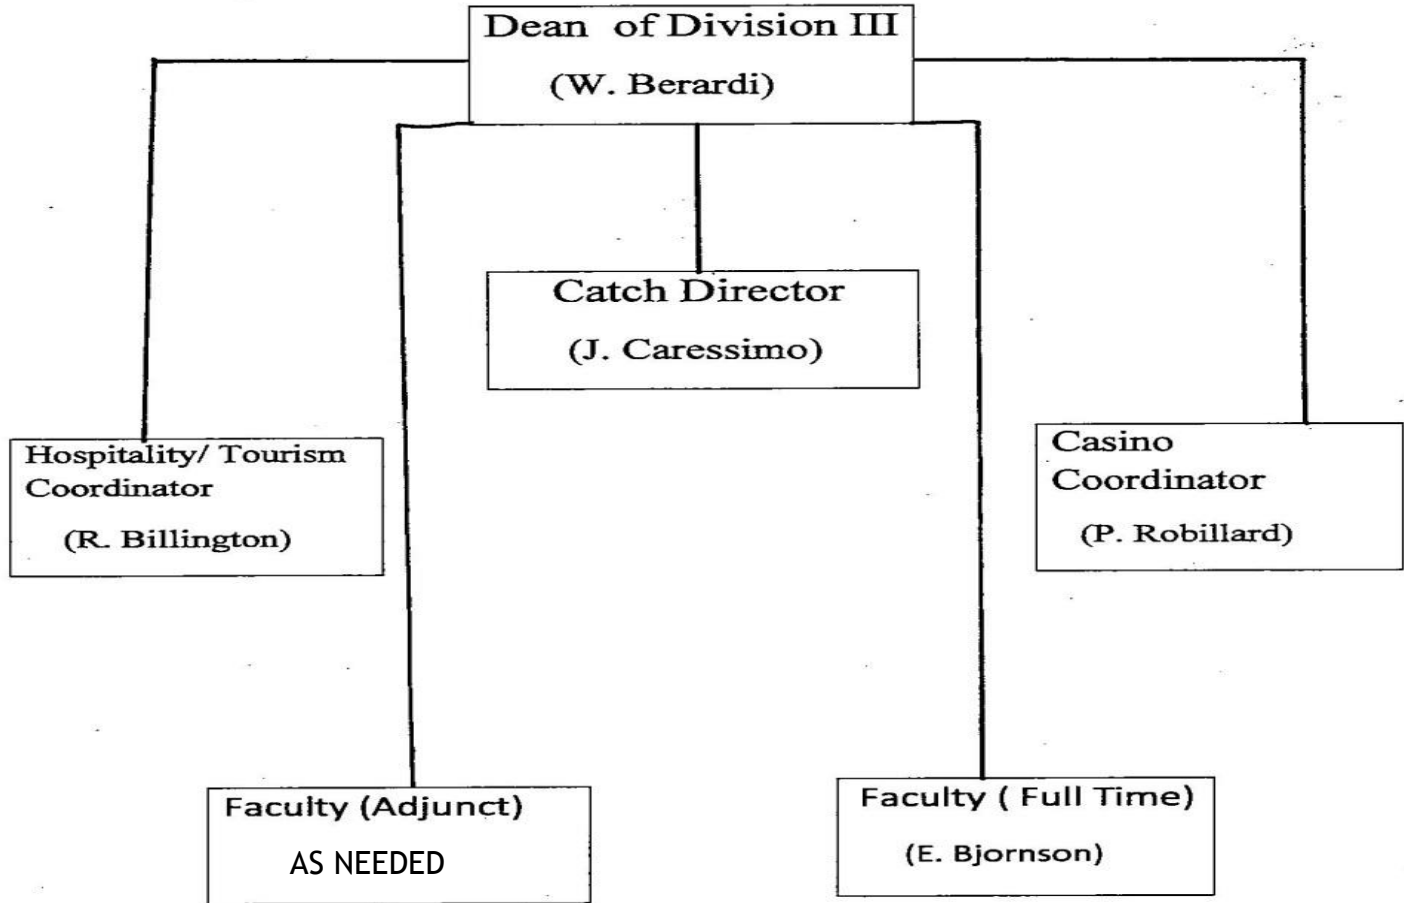 Dean of Division III
(W. Berardi)
Catch Director
(J. Caressimo)
Hospitality/ Tourism
Coordinator
(R. Billington)
Casino
Coordinator
(P. Robillard)
Faculty (Adjunct)
AS NEEDED
Faculty ( Full Time)
(E. Bjornson)